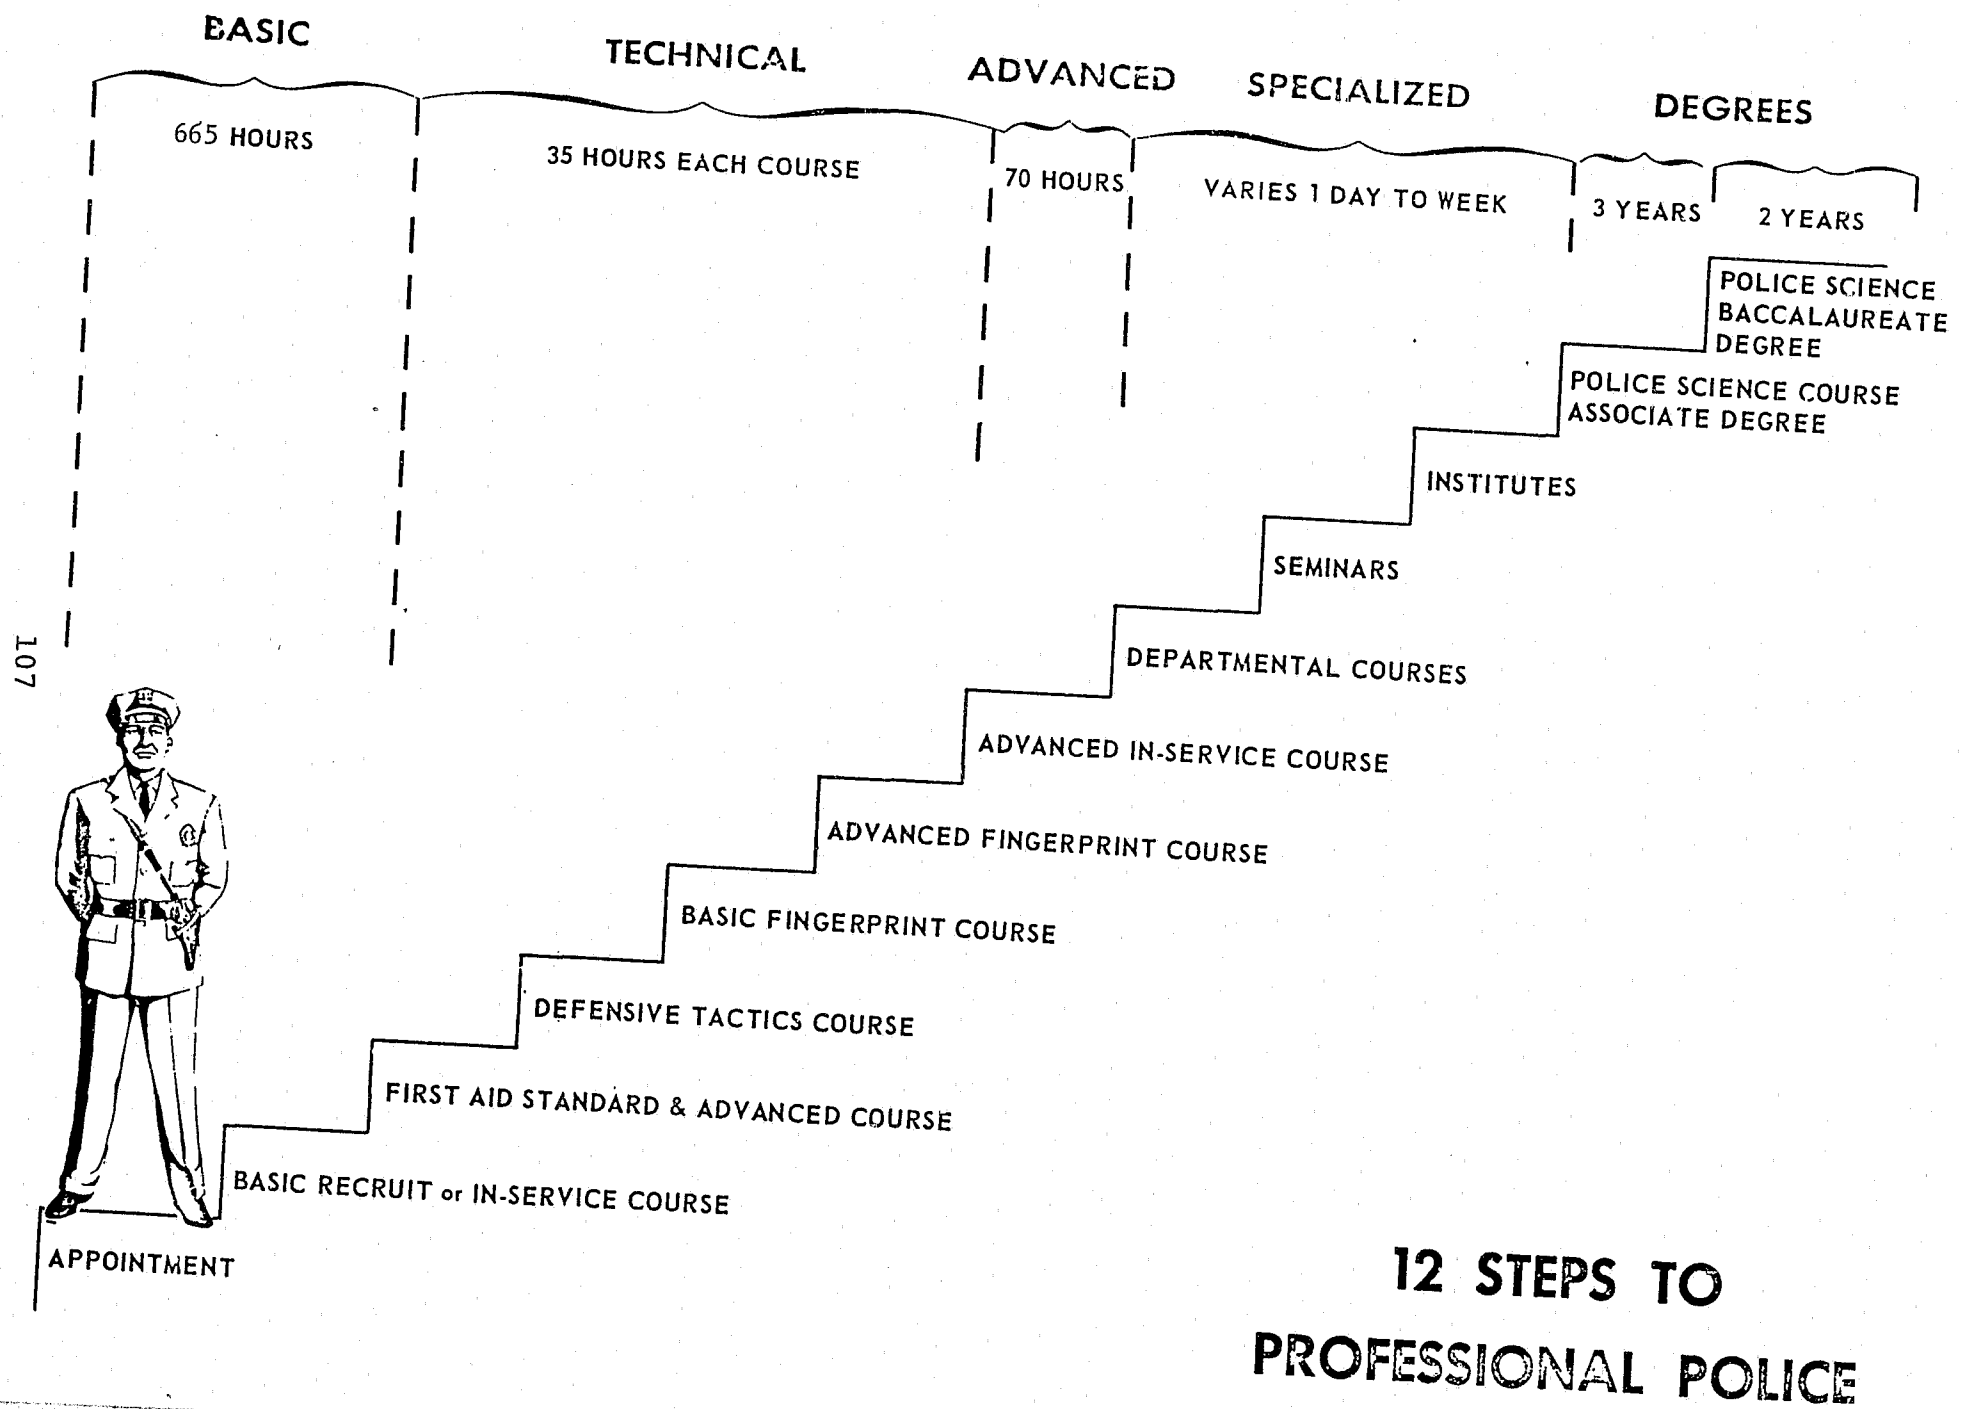 BASIC
TECHNICAL
ADVANCED
SPECIALIZED
DEGREES
665 HOURS
35 HOURS EACH COURSE
70 HOURS
VARIES 1 DAY TO WEEK
3 YEARS
2 YEARS
POLICE SCIENCE
BACCALAUREATE
DEGREE
POLICE SCIENCE COURSE
ASSOCIATE DEGREE
INSTITUTES
SEMINARS
DEPARTMENTAL COURSES
ADVANCED IN-SERVICE COURSE
ADVANCED FINGERPRINT COURSE
BASIC FINGERPRINT COURSE
DEFENSIVE TACTICS COURSE
FIRST AID STANDARD & ADVANCED COURSE
BASIC RECRUIT or IN-SERVICE COURSE
APPOINTMENT
12 STEPS TO
PROFESSIONAL POLICE
107